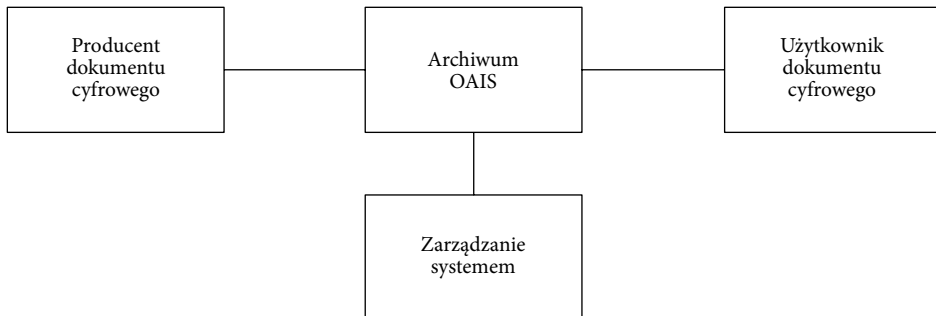 Producent
dokumentu
cyfrowego
Archiwum
OAIS
Użytkownik
dokumentu
cyfrowego
Zarządzanie
systemem